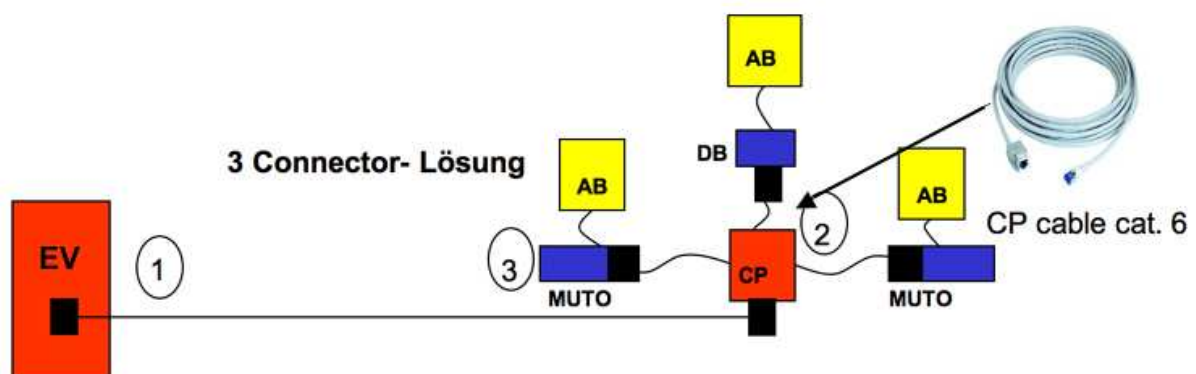 AB
DB
3 Connector- Lösung
AB
AB
2
CP cable cat. 6
EV
1
3
CP
MUTO
MUTO